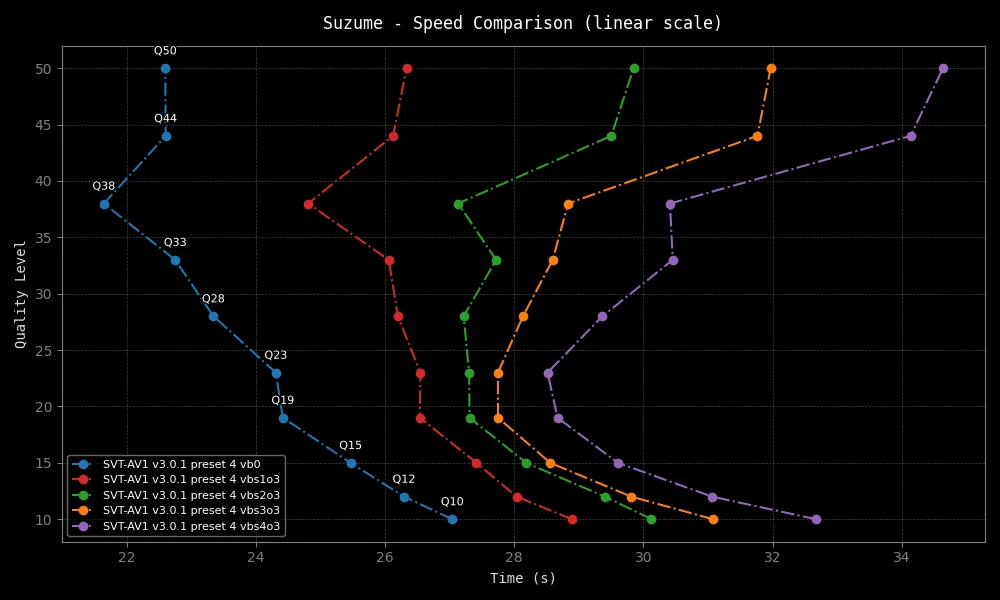 Suzume - Speed Comparison (linear scale)
Q50
50
45
Q44
40
Q38
35
Q33
30
Q28
25
Q23
20
Q19
15
Q15
Q12
10
Q10
Quality Level
SVT-AV1 v3.0.1 preset 4 vb0
SVT-AV1 v3.0.1 preset 4 vbs1o3
SVT-AV1 v3.0.1 preset 4 vbs2o3
SVT-AV1 v3.0.1 preset 4 vbs3o3
SVT-AV1 v3.0.1 preset 4 vbs4o3
22 24 26 28 30 32 34
Time (s)